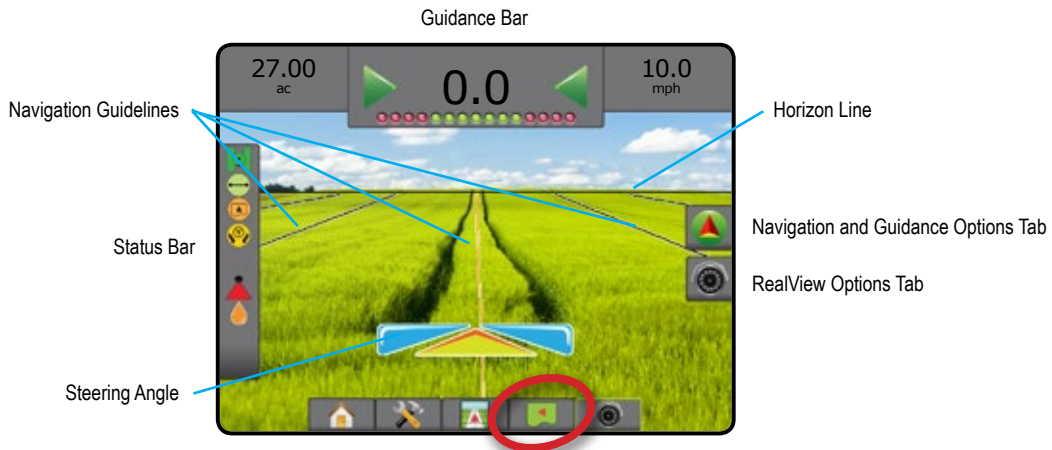 Guidance Bar
27.00
ac
0.0
10.0
mph
Navigation Guidelines
Horizon Line
Status Bar
Navigation and Guidance Options Tab
RealView Options Tab
Steering Angle